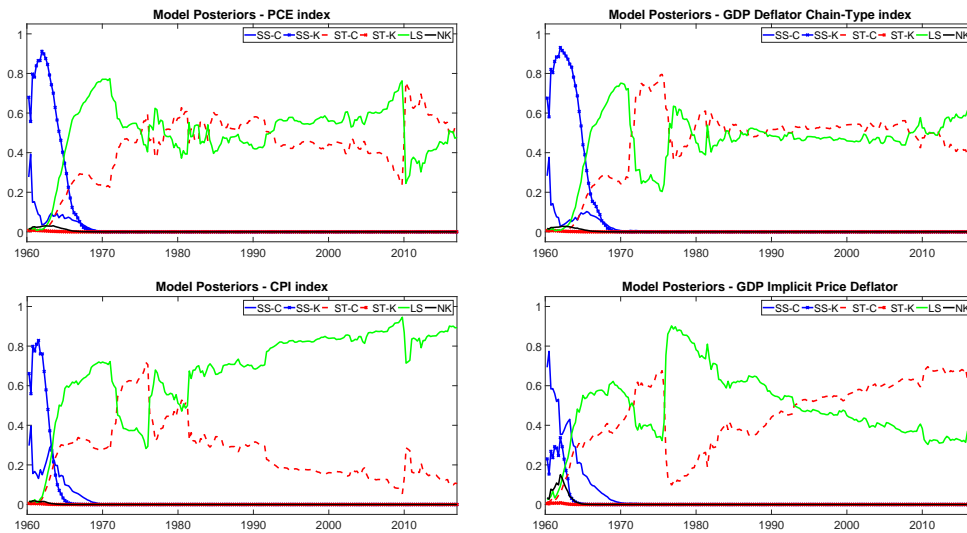 Model Posteriors - PCE index
SS-C SS-K ST-C ST-K LS NK
1
0.8
0.6
0.4
0.2
0
1960 1970 1980 1990 2000 2010
Model Posteriors - GDP Deflator Chain-Type index
SS-C SS-K ST-C ST-K LS NK
1
0.8
0.6
0.4
0.2
0
1960 1970 1980 1990 2000 2010
Model Posteriors - CPI index
SS-C SS-K ST-C ST-K LS NK
1
0.8
0.6
0.4
0.2
0
1960 1970 1980 1990 2000 2010
Model Posteriors - GDP Implicit Price Deflator
SS-C SS-K ST-C ST-K LS NK
1
0.8
0.6
0.4
0.2
0
1960 1970 1980 1990 2000 2010